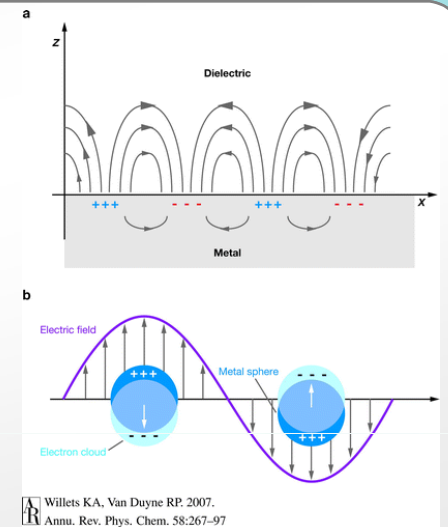 a
z
Dielectric
+++ - - - +++ - - -
x
Metal
b
Electric field
Metal sphere
+++
- - -
- - -
+++
Electron cloud
AR Willets KA, Van Duyne RP. 2007.
Annu. Rev. Phys. Chem. 58:267–97